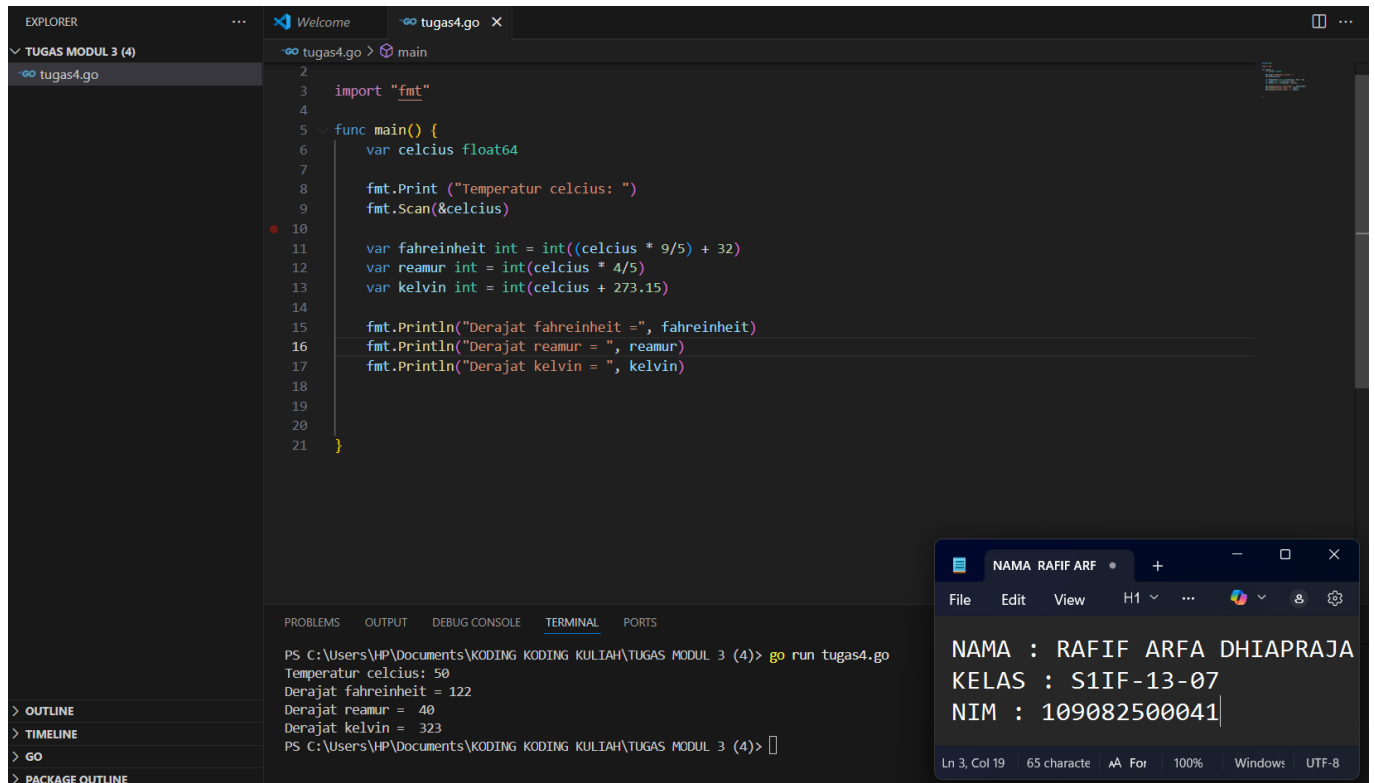 EXPLORER ···
TUGAS MODUL 3 (4)
GO tugas4.go
Welcome
GO tugas4.go
GO tugas4.go > main
2
3 import "fmt"
4
5 func main() {
6 var celcius float64
7
8 fmt.Print ("Temperatur celcius: ")
9 fmt.Scan(&celcius)
10
11 var fahreinheit int = int((celcius * 9/5) + 32)
12 var reamur int = int(celcius * 4/5)
13 var kelvin int = int(celcius + 273.15)
14
15 fmt.Println("Derajat fahreinheit =", fahreinheit)
16 fmt.Println("Derajat reamur = ", reamur)
17 fmt.Println("Derajat kelvin = ", kelvin)
18
19
20
21 }
PROBLEMS OUTPUT DEBUG CONSOLE TERMINAL PORTS
PS C:\Users\HP\Documents\KODING KODING KULIAH\TUGAS MODUL 3 (4)> go run tugas4.go
Temperatur celcius: 50
Derajat fahreinheit = 122
Derajat reamur =  40
Derajat kelvin =  323
PS C:\Users\HP\Documents\KODING KODING KULIAH\TUGAS MODUL 3 (4)>
OUTLINE
TIMELINE
GO
PACKAGE OUTLINE
NAMA RAFIF ARF
File Edit View H1 ···
NAMA : RAFIF ARFA DHIAPRAJA
KELAS : S1IF-13-07
NIM : 109082500041
Ln 3, Col 19 65 characte AA For 100% Windows UTF-8